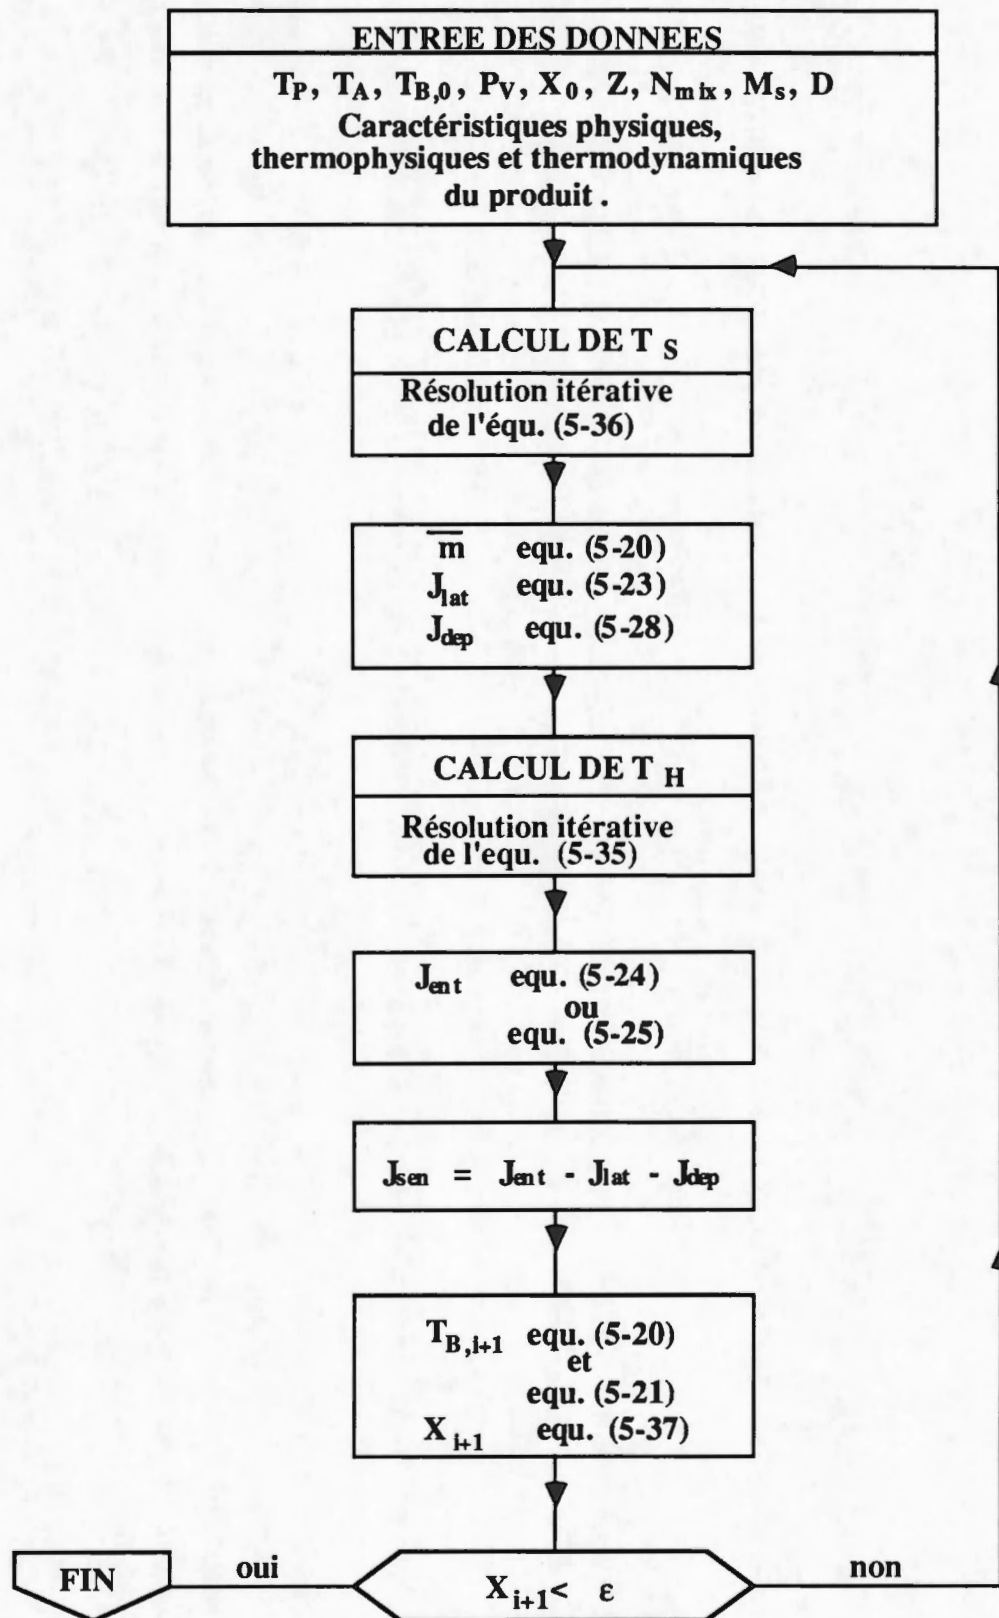 ENTREE DES DONNEES
T_P, T_A, T_B,0, P_V, X_0, Z, N_mix, M_s, D
Caractéristiques physiques,
thermophysiques et thermodynamiques
du produit .
CALCUL DE T_S
Résolution itérative
de l'équ. (5-36)
m̅ equ. (5-20)
J_lat equ. (5-23)
J_dep equ. (5-28)
CALCUL DE T_H
Résolution itérative
de l'equ. (5-35)
J_ent equ. (5-24)
ou
equ. (5-25)
J_sen = J_ent - J_lat - J_dep
T_B,i+1 equ. (5-20)
et
equ. (5-21)
X_i+1 equ. (5-37)
FIN
oui
X_i+1 < ε
non